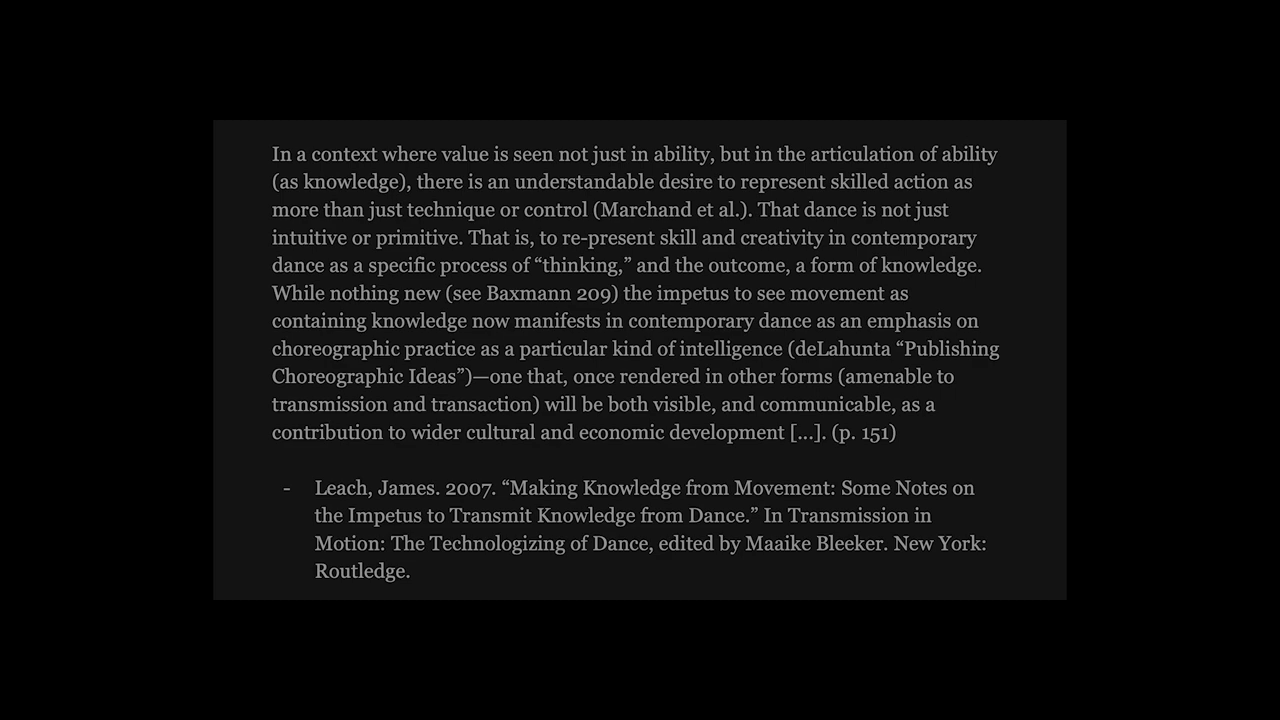 In a context where value is seen not just in ability, but in the articulation of ability
(as knowledge), there is an understandable desire to represent skilled action as
more than just technique or control (Marchand et al.). That dance is not just
intuitive or primitive. That is, to re-present skill and creativity in contemporary
dance as a specific process of “thinking,” and the outcome, a form of knowledge.
While nothing new (see Baxmann 209) the impetus to see movement as
containing knowledge now manifests in contemporary dance as an emphasis on
choreographic practice as a particular kind of intelligence (deLahunta “Publishing
Choreographic Ideas”)—one that, once rendered in other forms (amenable to
transmission and transaction) will be both visible, and communicable, as a
contribution to wider cultural and economic development [...]. (p. 151)
- Leach, James. 2007. “Making Knowledge from Movement: Some Notes on
the Impetus to Transmit Knowledge from Dance.” In Transmission in
Motion: The Technologizing of Dance, edited by Maaike Bleeker. New York:
Routledge.